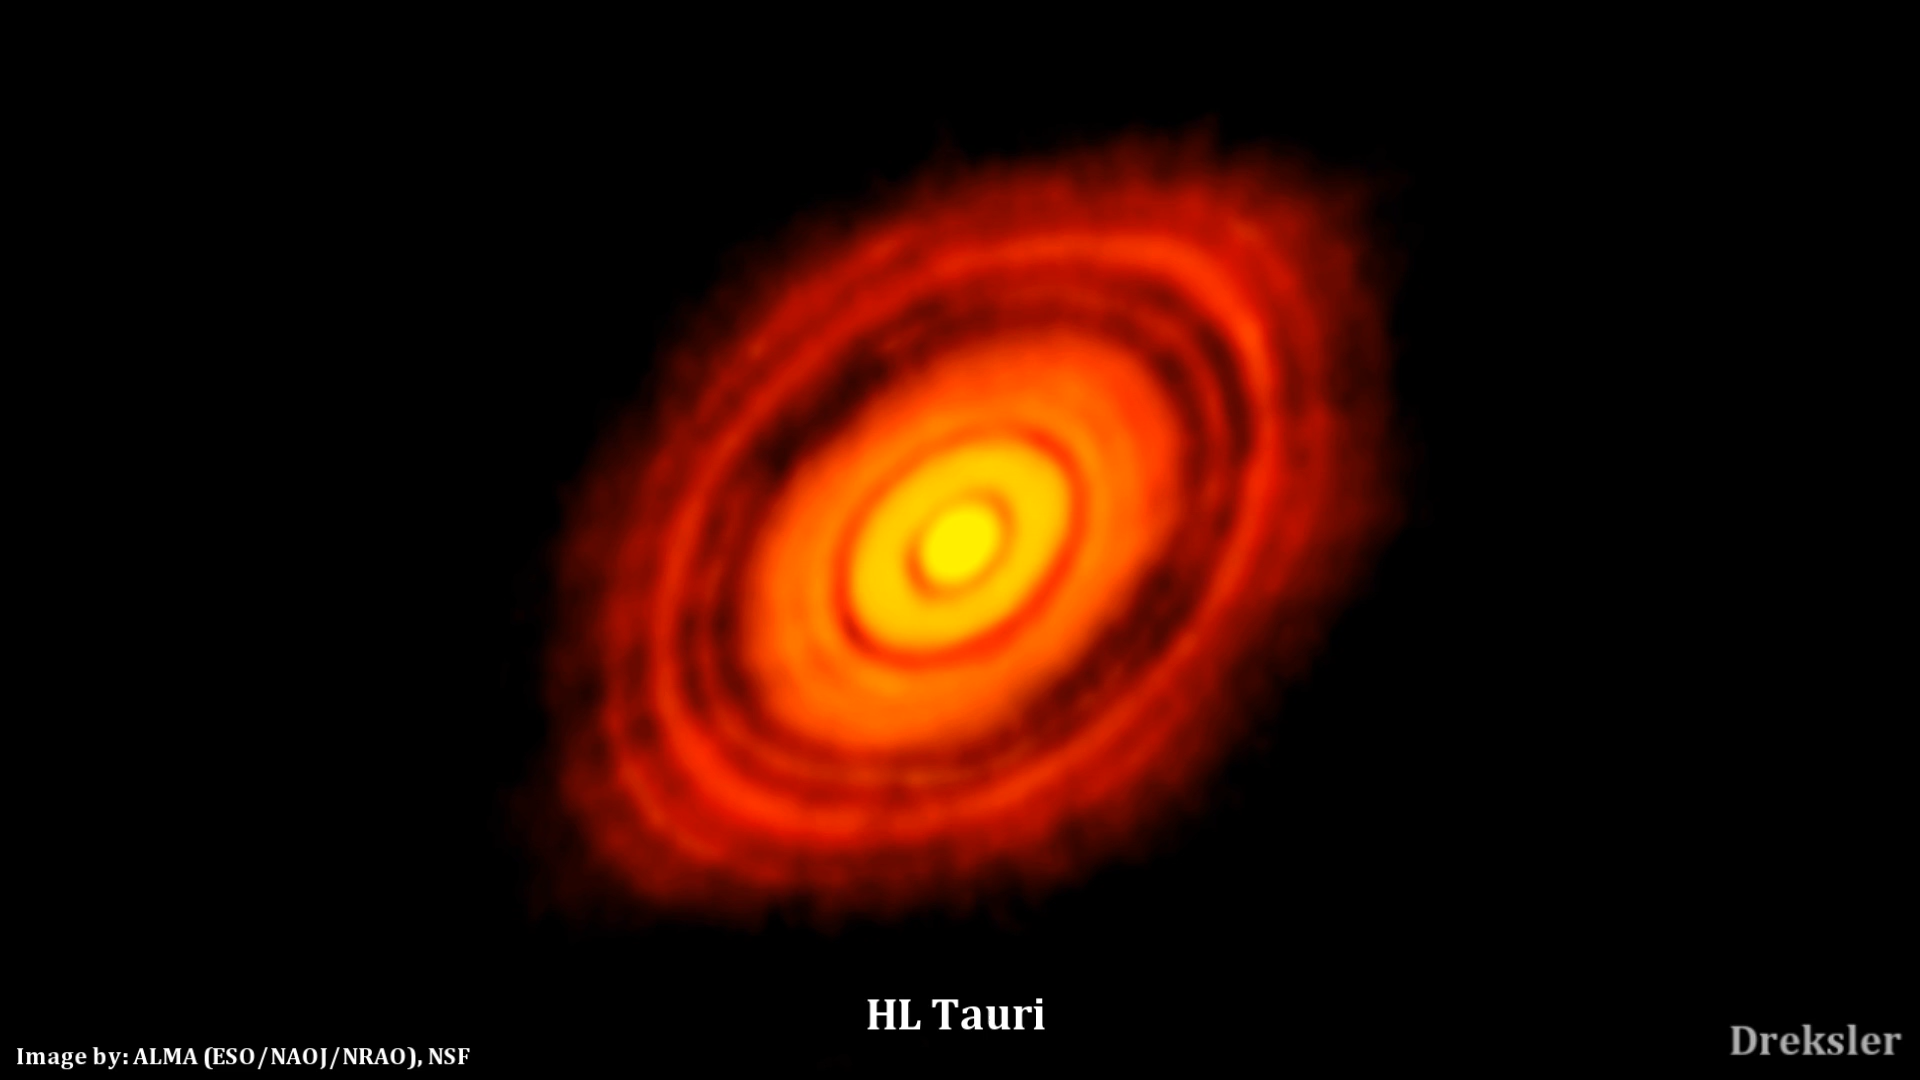 HL Tauri
Image by: ALMA (ESO/NAOJ/NRAO), NSF
Dreksler